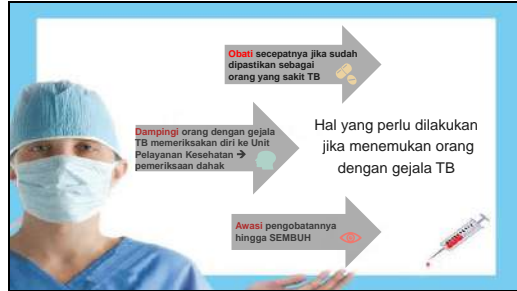 Obati secepatnya jika sudah
dipastikan sebagai
orang yang sakit TB
Dampingi orang dengan gejala
TB memeriksakan diri ke Unit
Pelayanan Kesehatan →
pemeriksaan dahak
Hal yang perlu dilakukan
jika menemukan orang
dengan gejala TB
Awasi pengobatannya
hingga SEMBUH